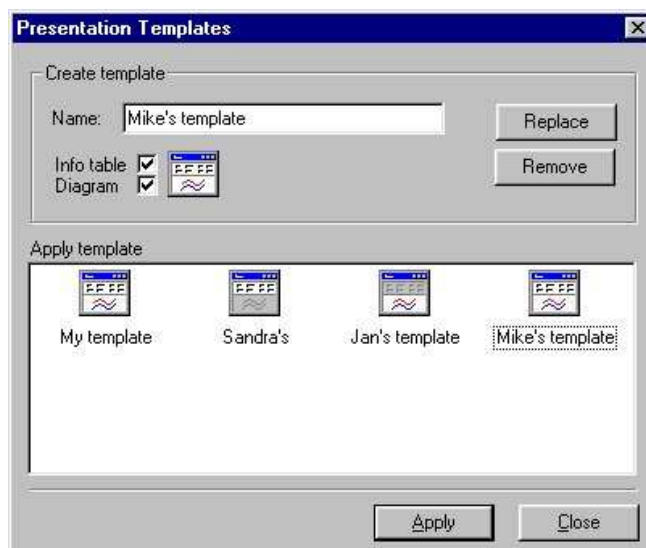 Presentation Templates
Create template
Name: Mike's template
Replace
Info table
Remove
Diagram
Apply template
My template Sandra's Jan's template Mike's template
Apply Close